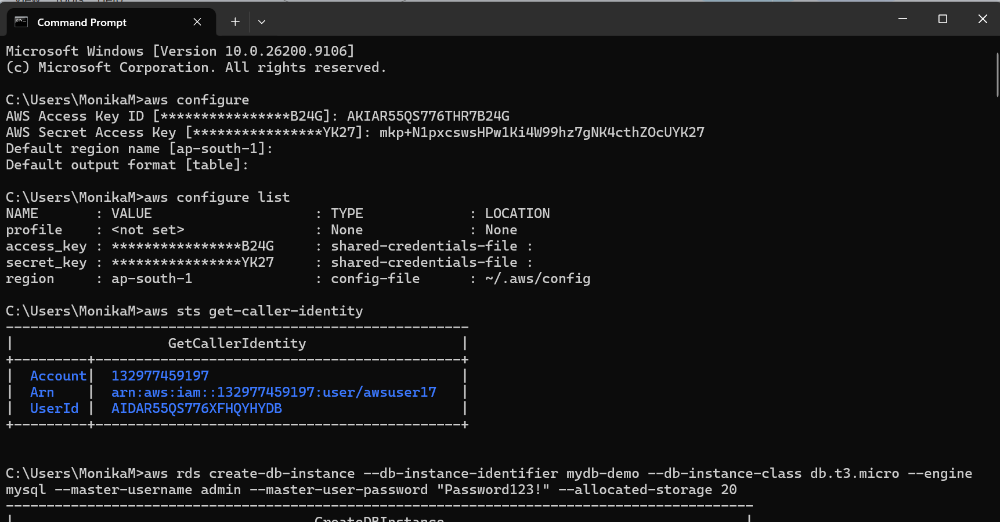 View Tools Help
Command Prompt
Microsoft Windows [Version 10.0.26200.9106]
(c) Microsoft Corporation. All rights reserved.
C:\Users\MonikaM>aws configure
AWS Access Key ID [****************B24G]: AKIAR55QS776THR7B24G
AWS Secret Access Key [****************YK27]: 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
Default region name [ap-south-1]:
Default output format [table]:
C:\Users\MonikaM>aws configure list
NAME       : VALUE                    : TYPE             : LOCATION
profile    : <not set>                : None             : None
access_key : ****************B24G     : shared-credentials-file :
secret_key : ****************YK27     : shared-credentials-file :
region     : ap-south-1               : config-file      : ~/.aws/config
C:\Users\MonikaM>aws sts get-caller-identity
---------------------------------------------------------
|                   GetCallerIdentity                   |
+---------+---------------------------------------------+
|  Account|  132977459197                               |
|  Arn    |  arn:aws:iam::132977459197:user/awsuser17   |
|  UserId |  AIDAR55QS776XFHQYHYDB                      |
+---------+---------------------------------------------+
C:\Users\MonikaM>aws rds create-db-instance --db-instance-identifier mydb-demo --db-instance-class db.t3.micro --engine
mysql --master-username admin --master-user-password "Password123!" --allocated-storage 20
--------------------------------------------------------------------------------------------
|                                     CreateDBInstance                                     |